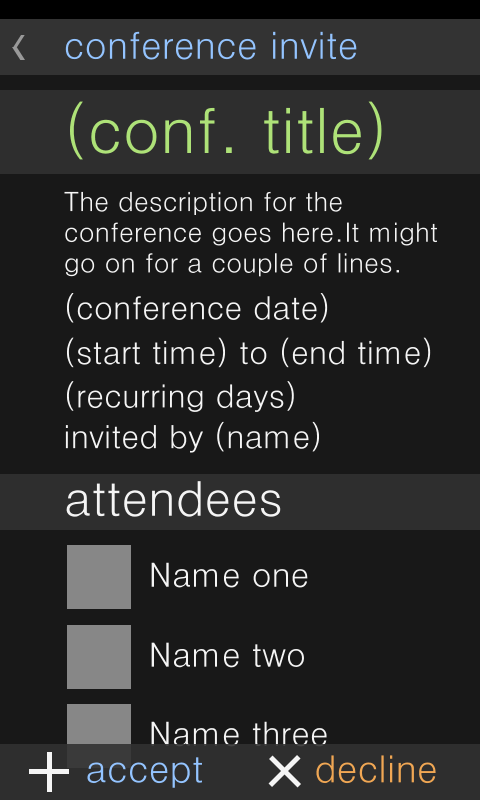 conference invite
(conf. title)
The description for the
conference goes here.It might
go on for a couple of lines.
(conference date)
(start time) to (end time)
(recurring days)
invited by (name)
attendees
Name one
Name two
Name three
accept decline